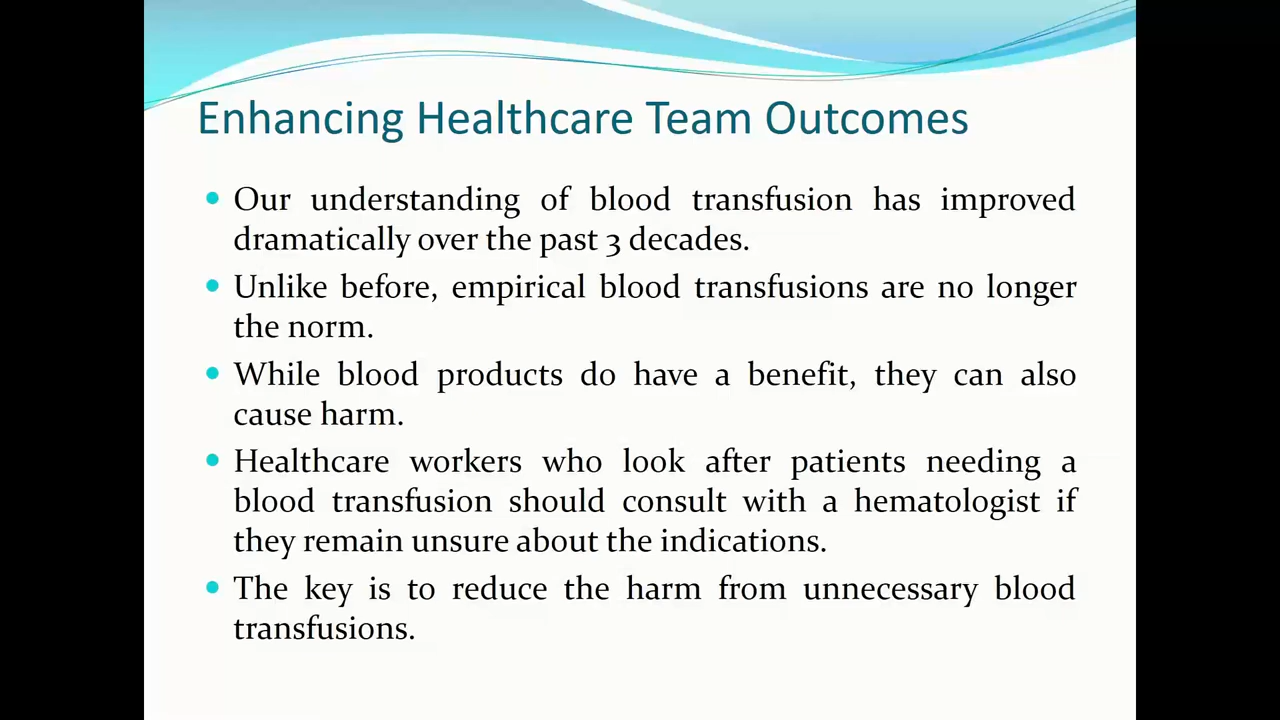 Enhancing Healthcare Team Outcomes
• Our understanding of blood transfusion has improved
dramatically over the past 3 decades.
• Unlike before, empirical blood transfusions are no longer
the norm.
• While blood products do have a benefit, they can also
cause harm.
• Healthcare workers who look after patients needing a
blood transfusion should consult with a hematologist if
they remain unsure about the indications.
• The key is to reduce the harm from unnecessary blood
transfusions.